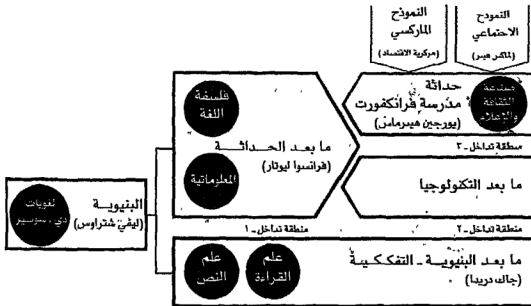 النموذج
الاجتماعي
(لماكس فيبر)
النموذج
الماركسي
(مركزية الاقتصاد)
صناعة
الثقافة
والإعلام
حداثة
مدرسة فرانكفورت
(يورجين هيبرماس)
منطقة تداخل - ٣
فلسفة
اللغة
ما بعد الحداثة
(فرانسوا ليوتار)
المعلوماتية
ما بعد التكنولوجيا
لغويات
دي. سوسير
البنيوية
(ليفي شتراوس)
منطقة تداخل - ٢
منطقة تداخل - ١
ما بعد البنيوية - التفكيكية
(جاك دريدا)
علم
القراءة
علم
النص